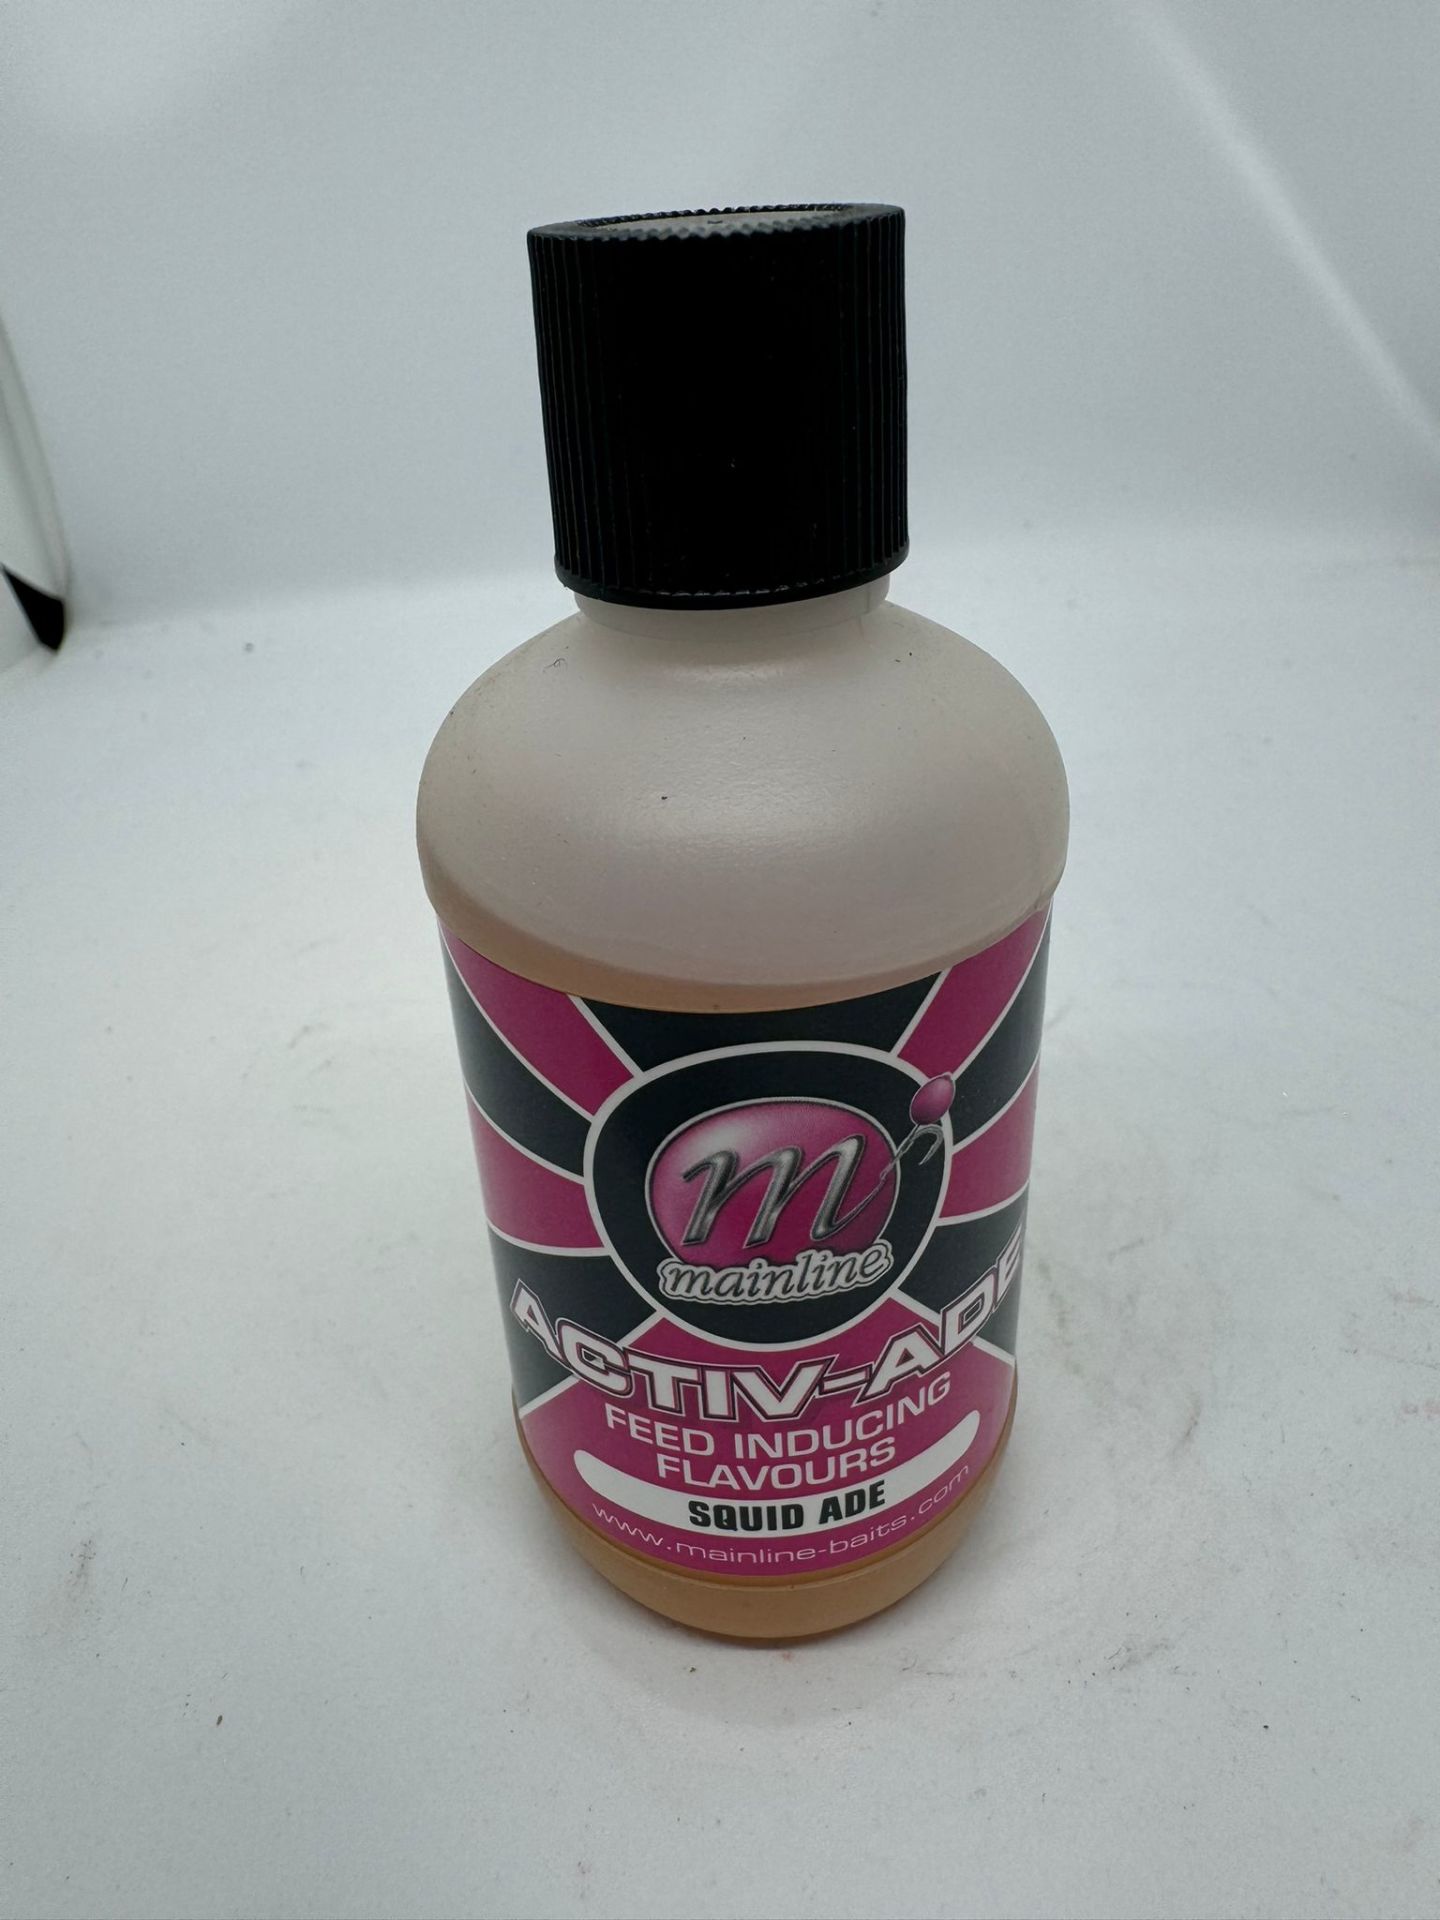 m
mainline
ACTIV-ADE
FEED INDUCING
FLAVOURS
SQUID ADE
www.mainline-baits.com